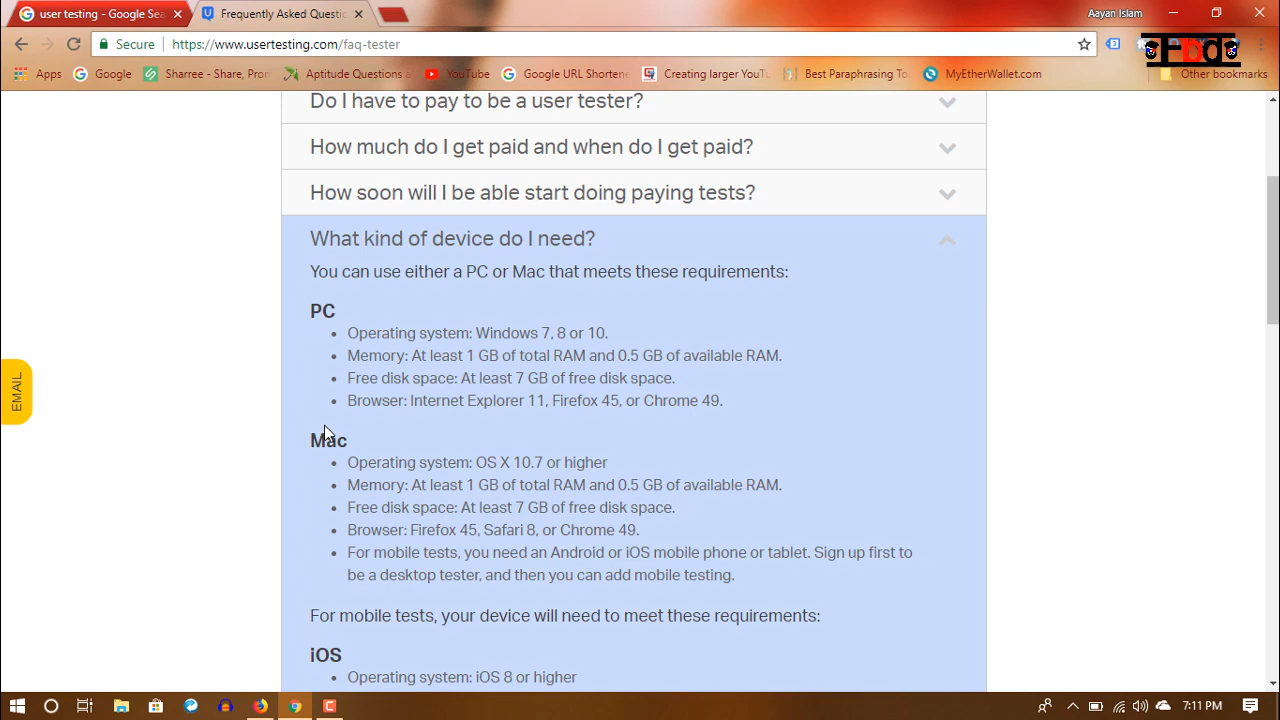 user testing - Google Sea
Frequently Asked Questi
Aayan Islam
Secure
https://www.usertesting.com/faq-tester
Apps
Google
Sharree - Share, Prom
Aptitude Questions a
YouTube
Google URL Shortene
Creating larger YouT
Best Paraphrasing To
MyEtherWallet.com
Other bookmarks
Do I have to pay to be a user tester?
How much do I get paid and when do I get paid?
How soon will I be able start doing paying tests?
What kind of device do I need?
You can use either a PC or Mac that meets these requirements:
PC
• Operating system: Windows 7, 8 or 10.
• Memory: At least 1 GB of total RAM and 0.5 GB of available RAM.
• Free disk space: At least 7 GB of free disk space.
• Browser: Internet Explorer 11, Firefox 45, or Chrome 49.
EMAIL
Mac
• Operating system: OS X 10.7 or higher
• Memory: At least 1 GB of total RAM and 0.5 GB of available RAM.
• Free disk space: At least 7 GB of free disk space.
• Browser: Firefox 45, Safari 8, or Chrome 49.
• For mobile tests, you need an Android or iOS mobile phone or tablet. Sign up first to
be a desktop tester, and then you can add mobile testing.
For mobile tests, your device will need to meet these requirements:
iOS
• Operating system: iOS 8 or higher
7:11 PM